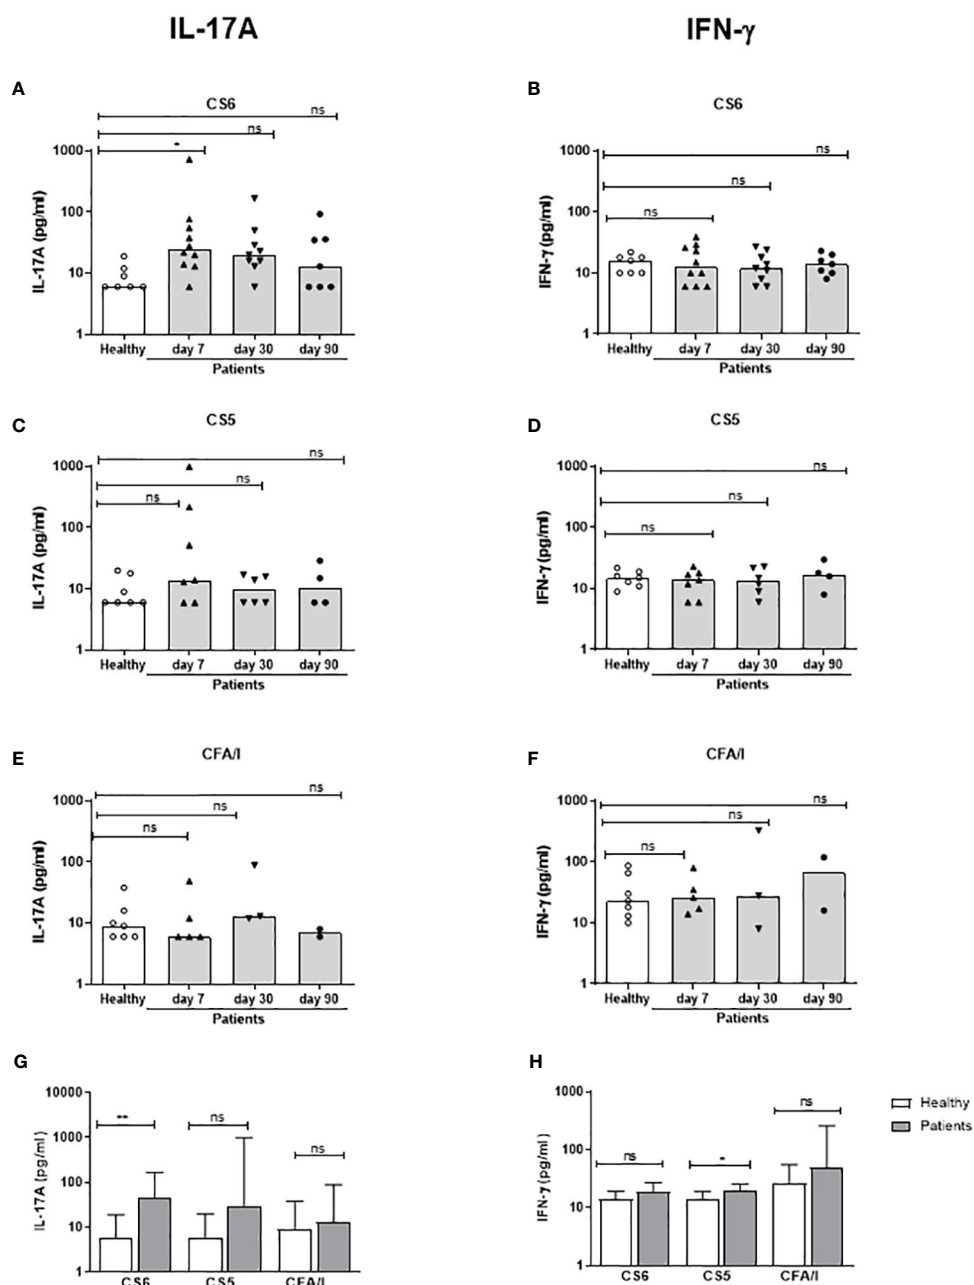 IL-17A IFN-γ
A B
CS6 CS6
ns ns
ns ns
* ns
1000 1000
100 100
10 10
1 1
IL-17A (pg/ml) IFN-γ (pg/ml)
Healthy day 7 day 30 day 90 Healthy day 7 day 30 day 90
Patients Patients
C D
CS5 CS5
ns ns
ns ns
ns ns
1000 1000
100 100
10 10
1 1
IL-17A (pg/ml) IFN-γ (pg/ml)
Healthy day 7 day 30 day 90 Healthy day 7 day 30 day 90
Patients Patients
E F
CFA/I CFA/I
ns ns
ns ns
ns ns
1000 1000
100 100
10 10
1 1
IL-17A (pg/ml) IFN-γ (pg/ml)
Healthy day 7 day 30 day 90 Healthy day 7 day 30 day 90
Patients Patients
G H
10000 1000
1000 100
100 10
10 1
1
IL-17A (pg/ml) IFN-γ (pg/ml)
** ns ns ns * ns
CS6 CS5 CFA/I CS6 CS5 CFA/I
Healthy
Patients